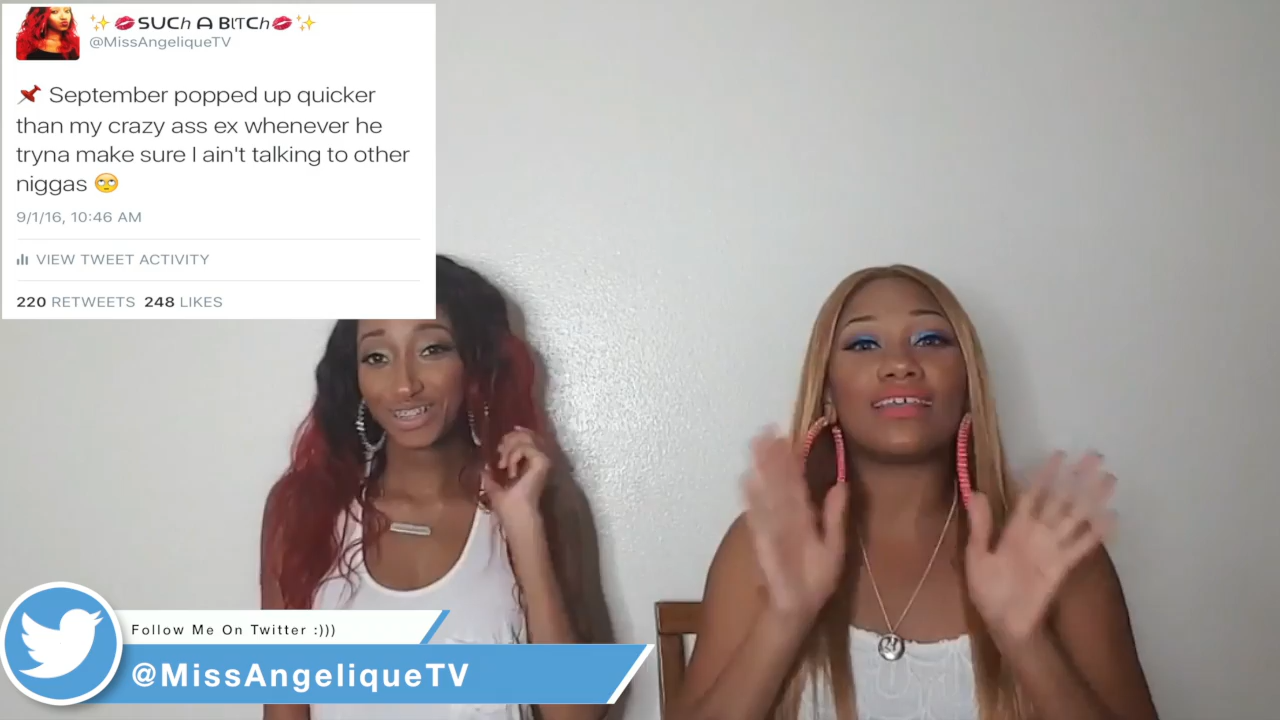 ✨💋SUCh A BITCh💋✨
@MissAngeliqueTV
📌 September popped up quicker
than my crazy ass ex whenever he
tryna make sure I ain't talking to other
niggas 🙄
9/1/16, 10:46 AM
VIEW TWEET ACTIVITY
220 RETWEETS 248 LIKES
Follow Me On Twitter :)))
@MissAngeliqueTV